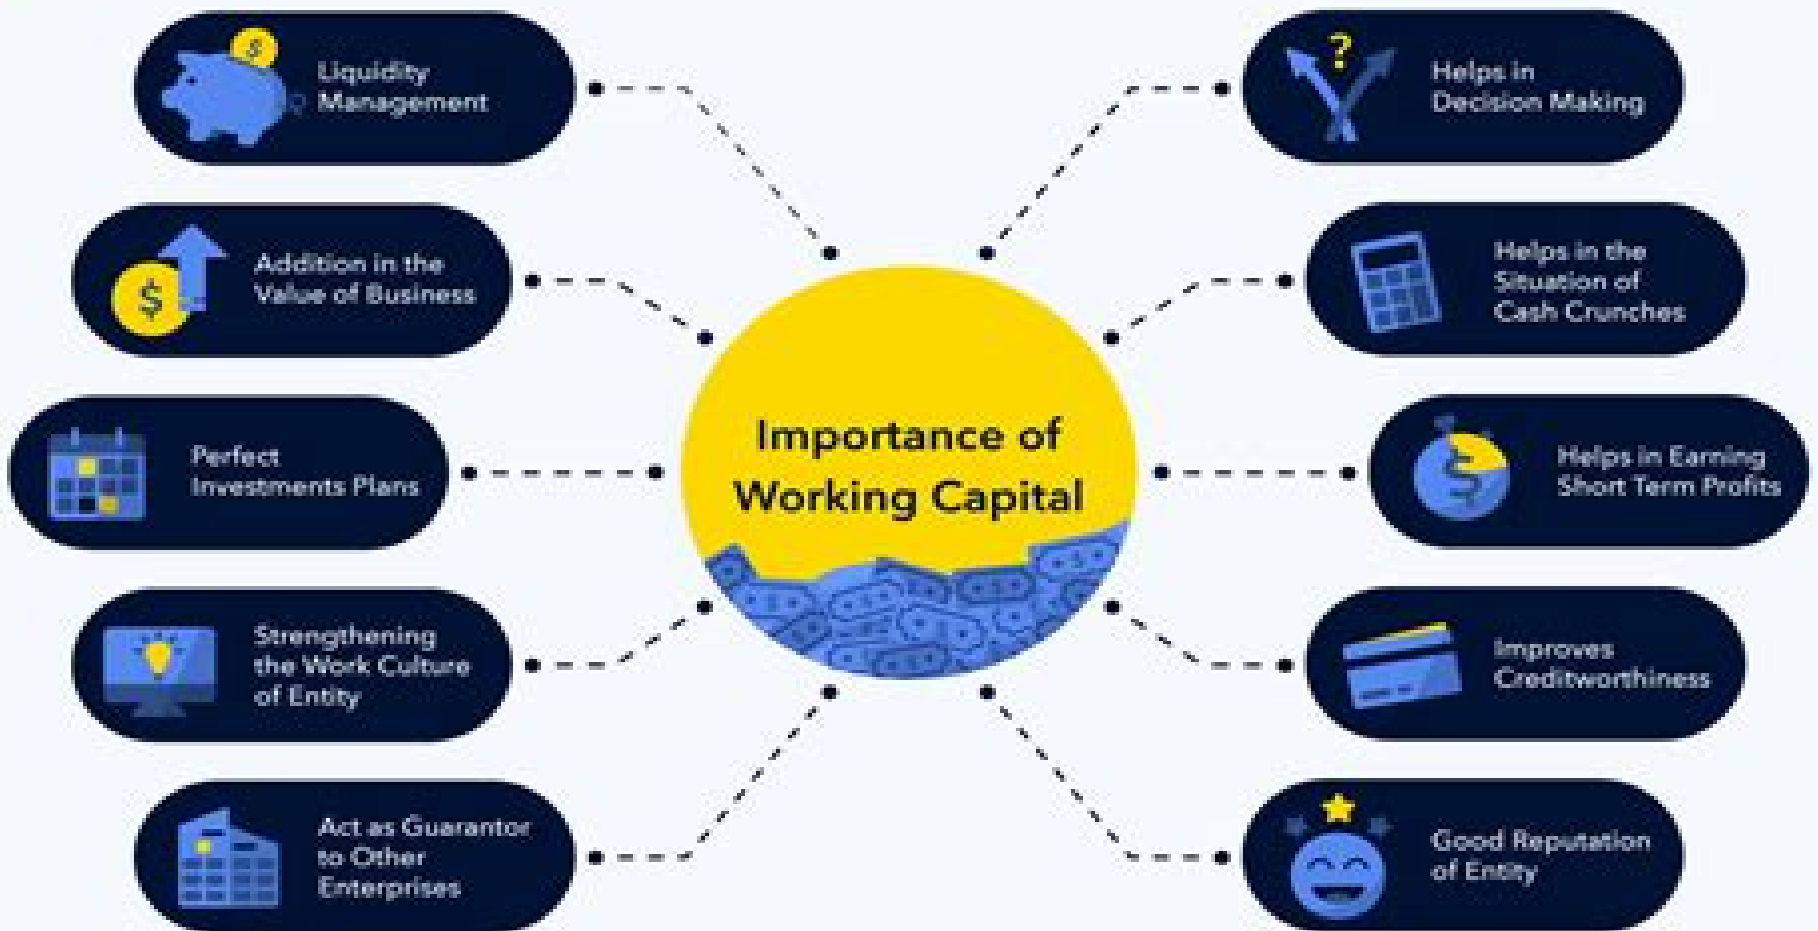 Liquidity
Management
Addition in the
Value of Business
Perfect
Investments Plans
Strengthening
the Work Culture
of Entity
Act as Guarantor
to Other
Enterprises
Importance of
Working Capital
?
Helps in
Decision Making
Helps in the
Situation of
Cash Crunches
Helps in Earning
Short Term Profits
Improves
Creditworthiness
Good Reputation
of Entity
$
$
$